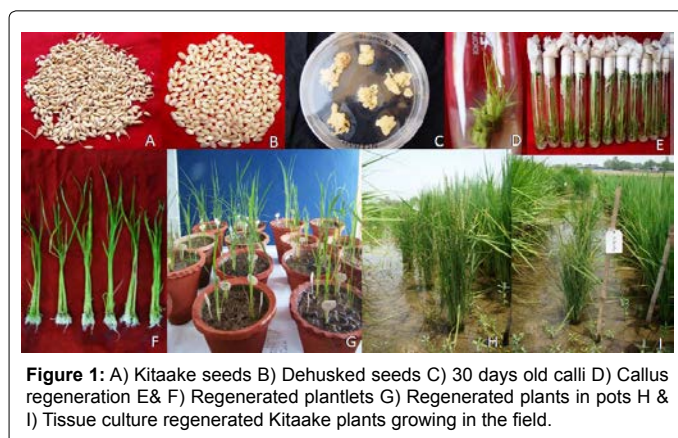 A
B
C
D
E
F
G
H
I
Figure 1: A) Kitaake seeds B) Dehusked seeds C) 30 days old calli D) Callus
regeneration E& F) Regenerated plantlets G) Regenerated plants in pots H &
I) Tissue culture regenerated Kitaake plants growing in the field.